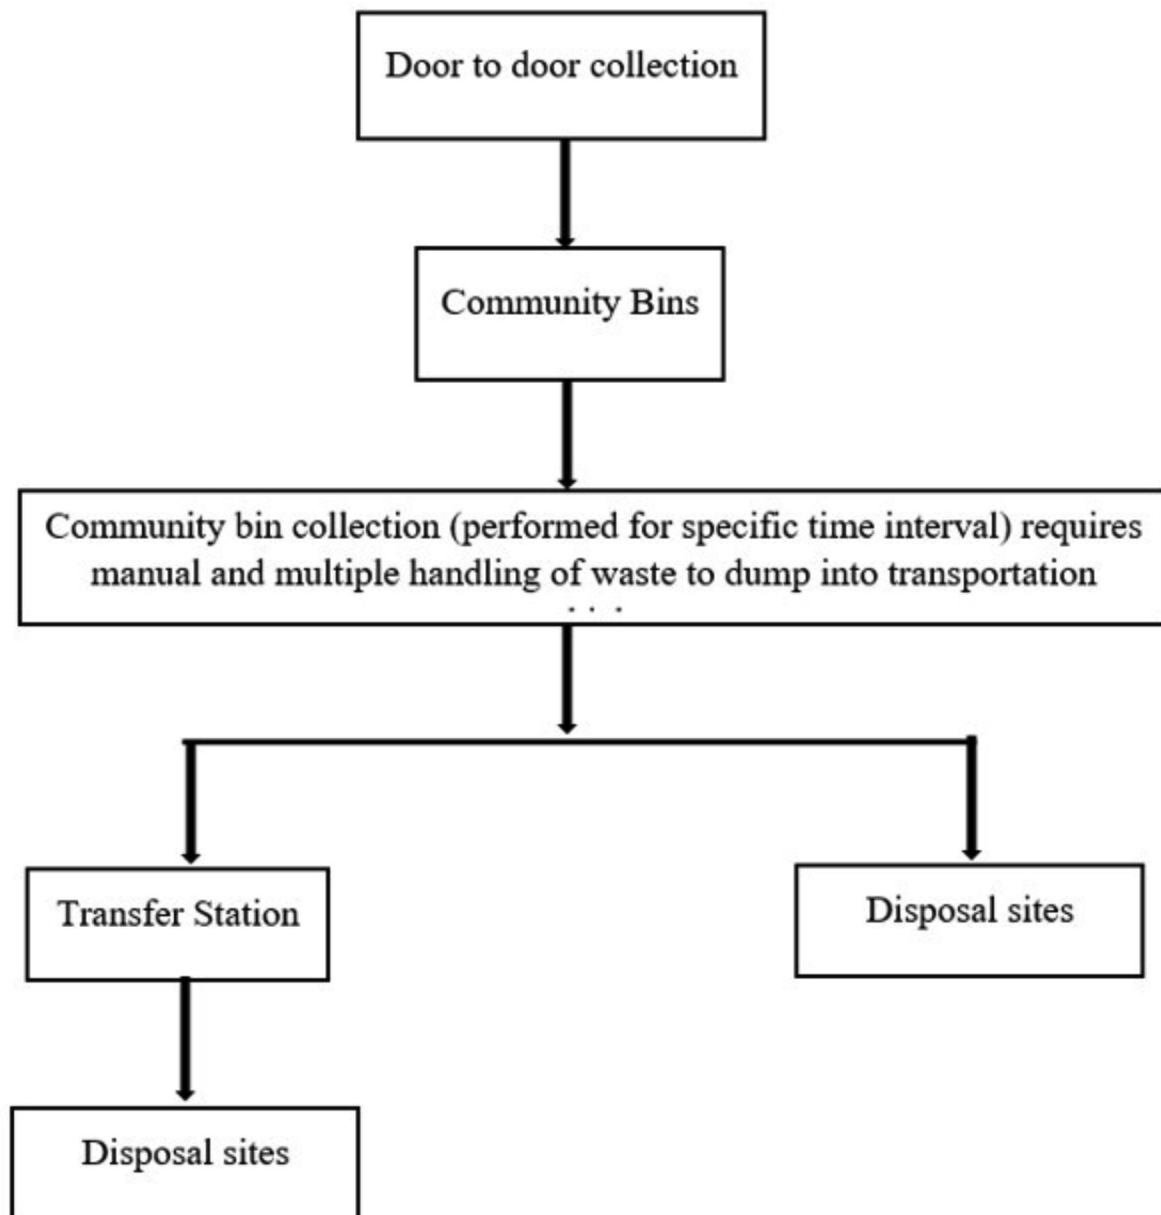 Door to door collection
Community Bins
Community bin collection (performed for specific time interval) requires
manual and multiple handling of waste to dump into transportation
Transfer Station
Disposal sites
Disposal sites